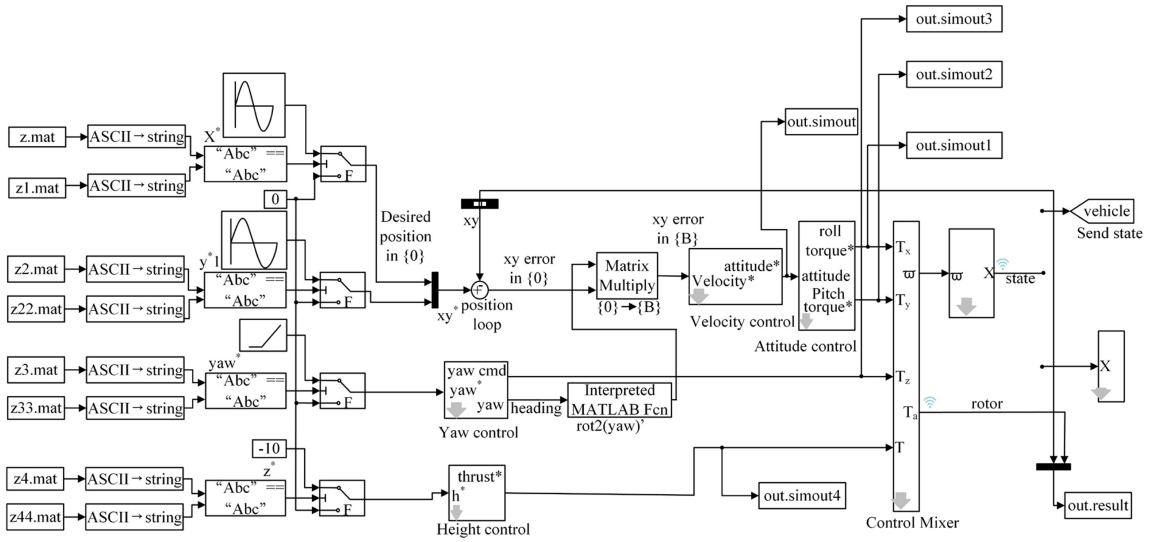 out.simout3
out.simout2
out.simout
out.simout1
z.mat
ASCII→string
X*
"Abc" ==
"Abc"
z1.mat
ASCII→string
F
0
Desired
position
in {0}
xy
xy error
in {B}
vehicle
Send state
y*1
z2.mat
ASCII→string
"Abc" ==
"Abc"
z22.mat
ASCII→string
F
xy*
xy error
in {0}
position
loop
Matrix
Multiply
{0}→{B}
attitude*
Velocity*
Velocity control
roll
torque*
attitude
Pitch
torque*
Attitude control
Tx
ϖ
Ty
Tz
Ta
T
Control Mixer
ϖ
X
state
X
yaw*
z3.mat
ASCII→string
"Abc" ==
"Abc"
z33.mat
ASCII→string
F
yaw cmd
yaw*
yaw
Yaw control
heading
Interpreted
MATLAB Fcn
rot2(yaw)'
rotor
-10
z*
z4.mat
ASCII→string
"Abc" ==
"Abc"
z44.mat
ASCII→string
F
thrust*
h*
Height control
out.simout4
out.result